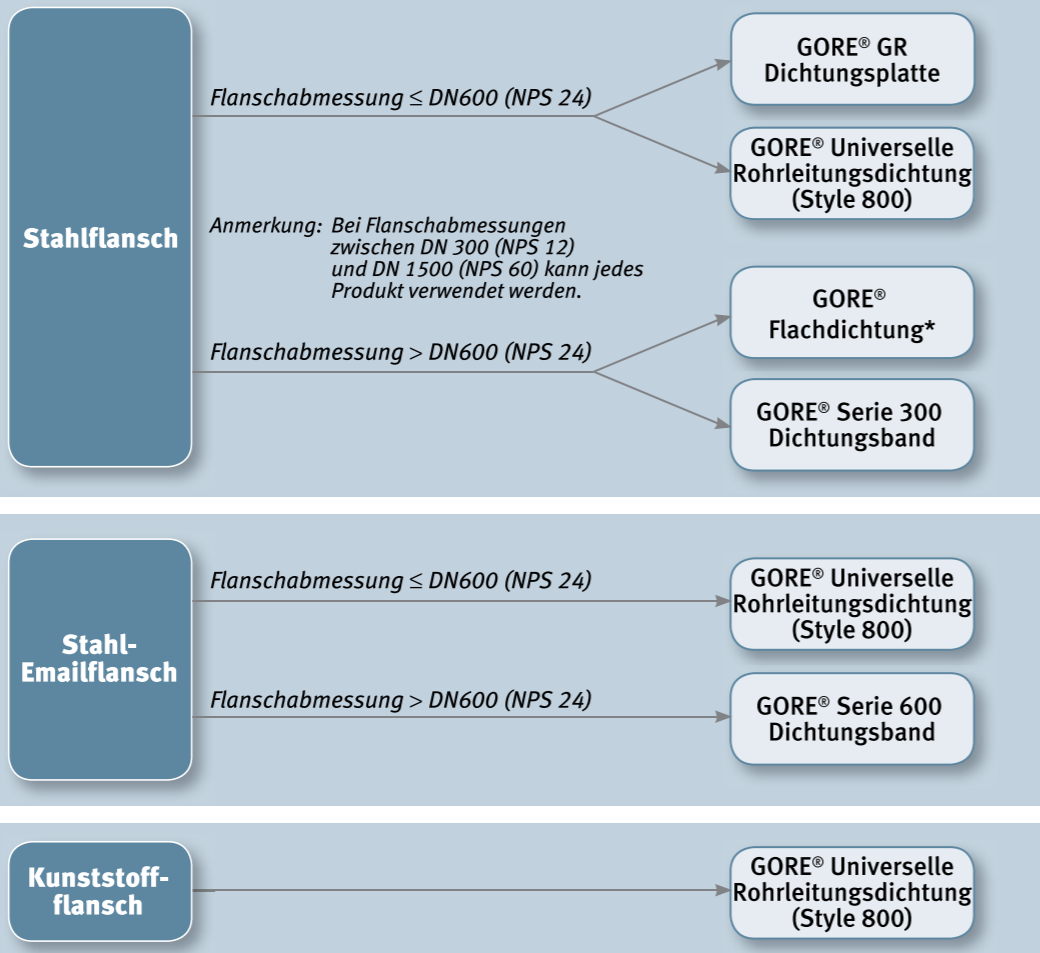 Stahlflansch
Flanschabmessung ≤ DN600 (NPS 24)
GORE® GR
Dichtungsplatte
GORE® Universelle
Rohrleitungsdichtung
(Style 800)
Anmerkung: Bei Flanschabmessungen
zwischen DN 300 (NPS 12)
und DN 1500 (NPS 60) kann jedes
Produkt verwendet werden.
Flanschabmessung > DN600 (NPS 24)
GORE®
Flachdichtung*
GORE® Serie 300
Dichtungsband
Stahl-
Emailflansch
Flanschabmessung ≤ DN600 (NPS 24)
GORE® Universelle
Rohrleitungsdichtung
(Style 800)
Flanschabmessung > DN600 (NPS 24)
GORE® Serie 600
Dichtungsband
Kunststoff-
flansch
GORE® Universelle
Rohrleitungsdichtung
(Style 800)